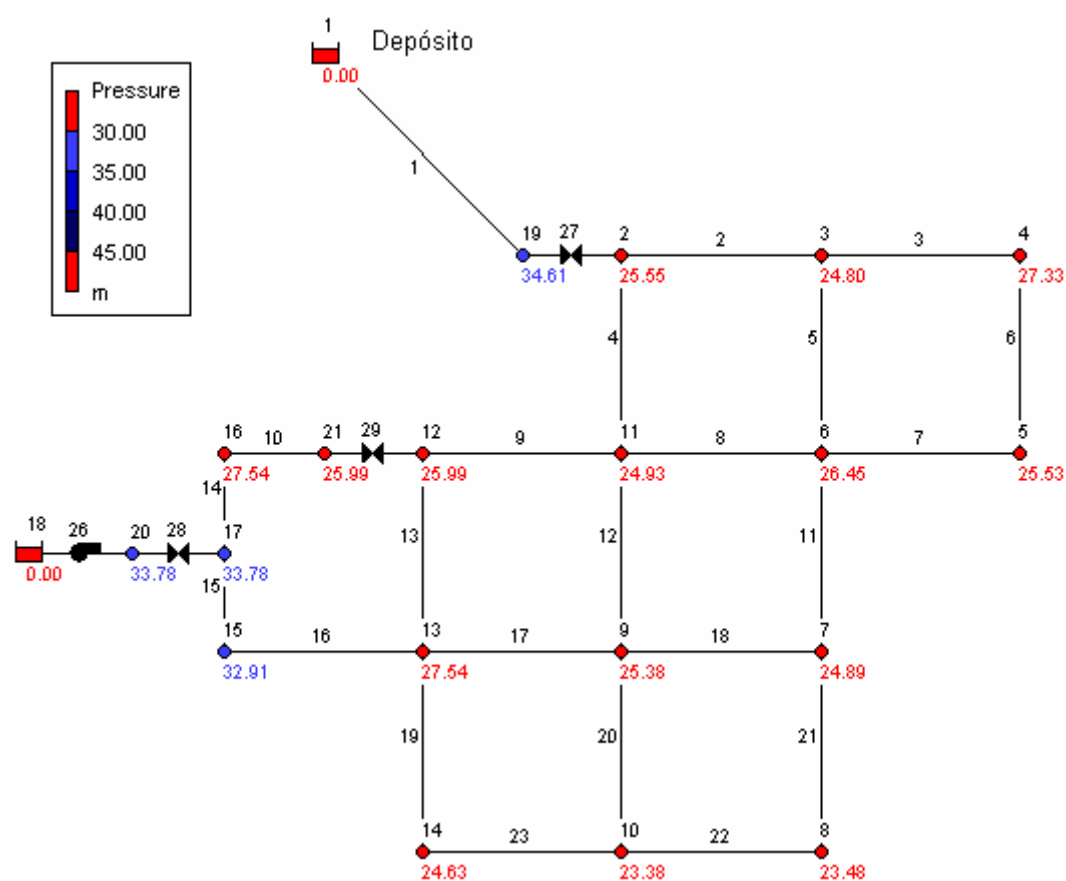 1
Depósito
0.00
Pressure
30.00
35.00
40.00
45.00
m
1
19 27 2 2 3 3 4
34.61 25.55 24.80 27.33
4 5 6
16 10 21 29 12 9 11 8 6 7 5
27.54 25.99 25.99 24.93 26.45 25.53
14
18 26 20 28 17 13 12 11
0.00 33.78 33.78
15
15 16 13 17 9 18 7
32.91 27.54 25.38 24.89
19 20 21
14 23 10 22 8
24.63 23.38 23.48